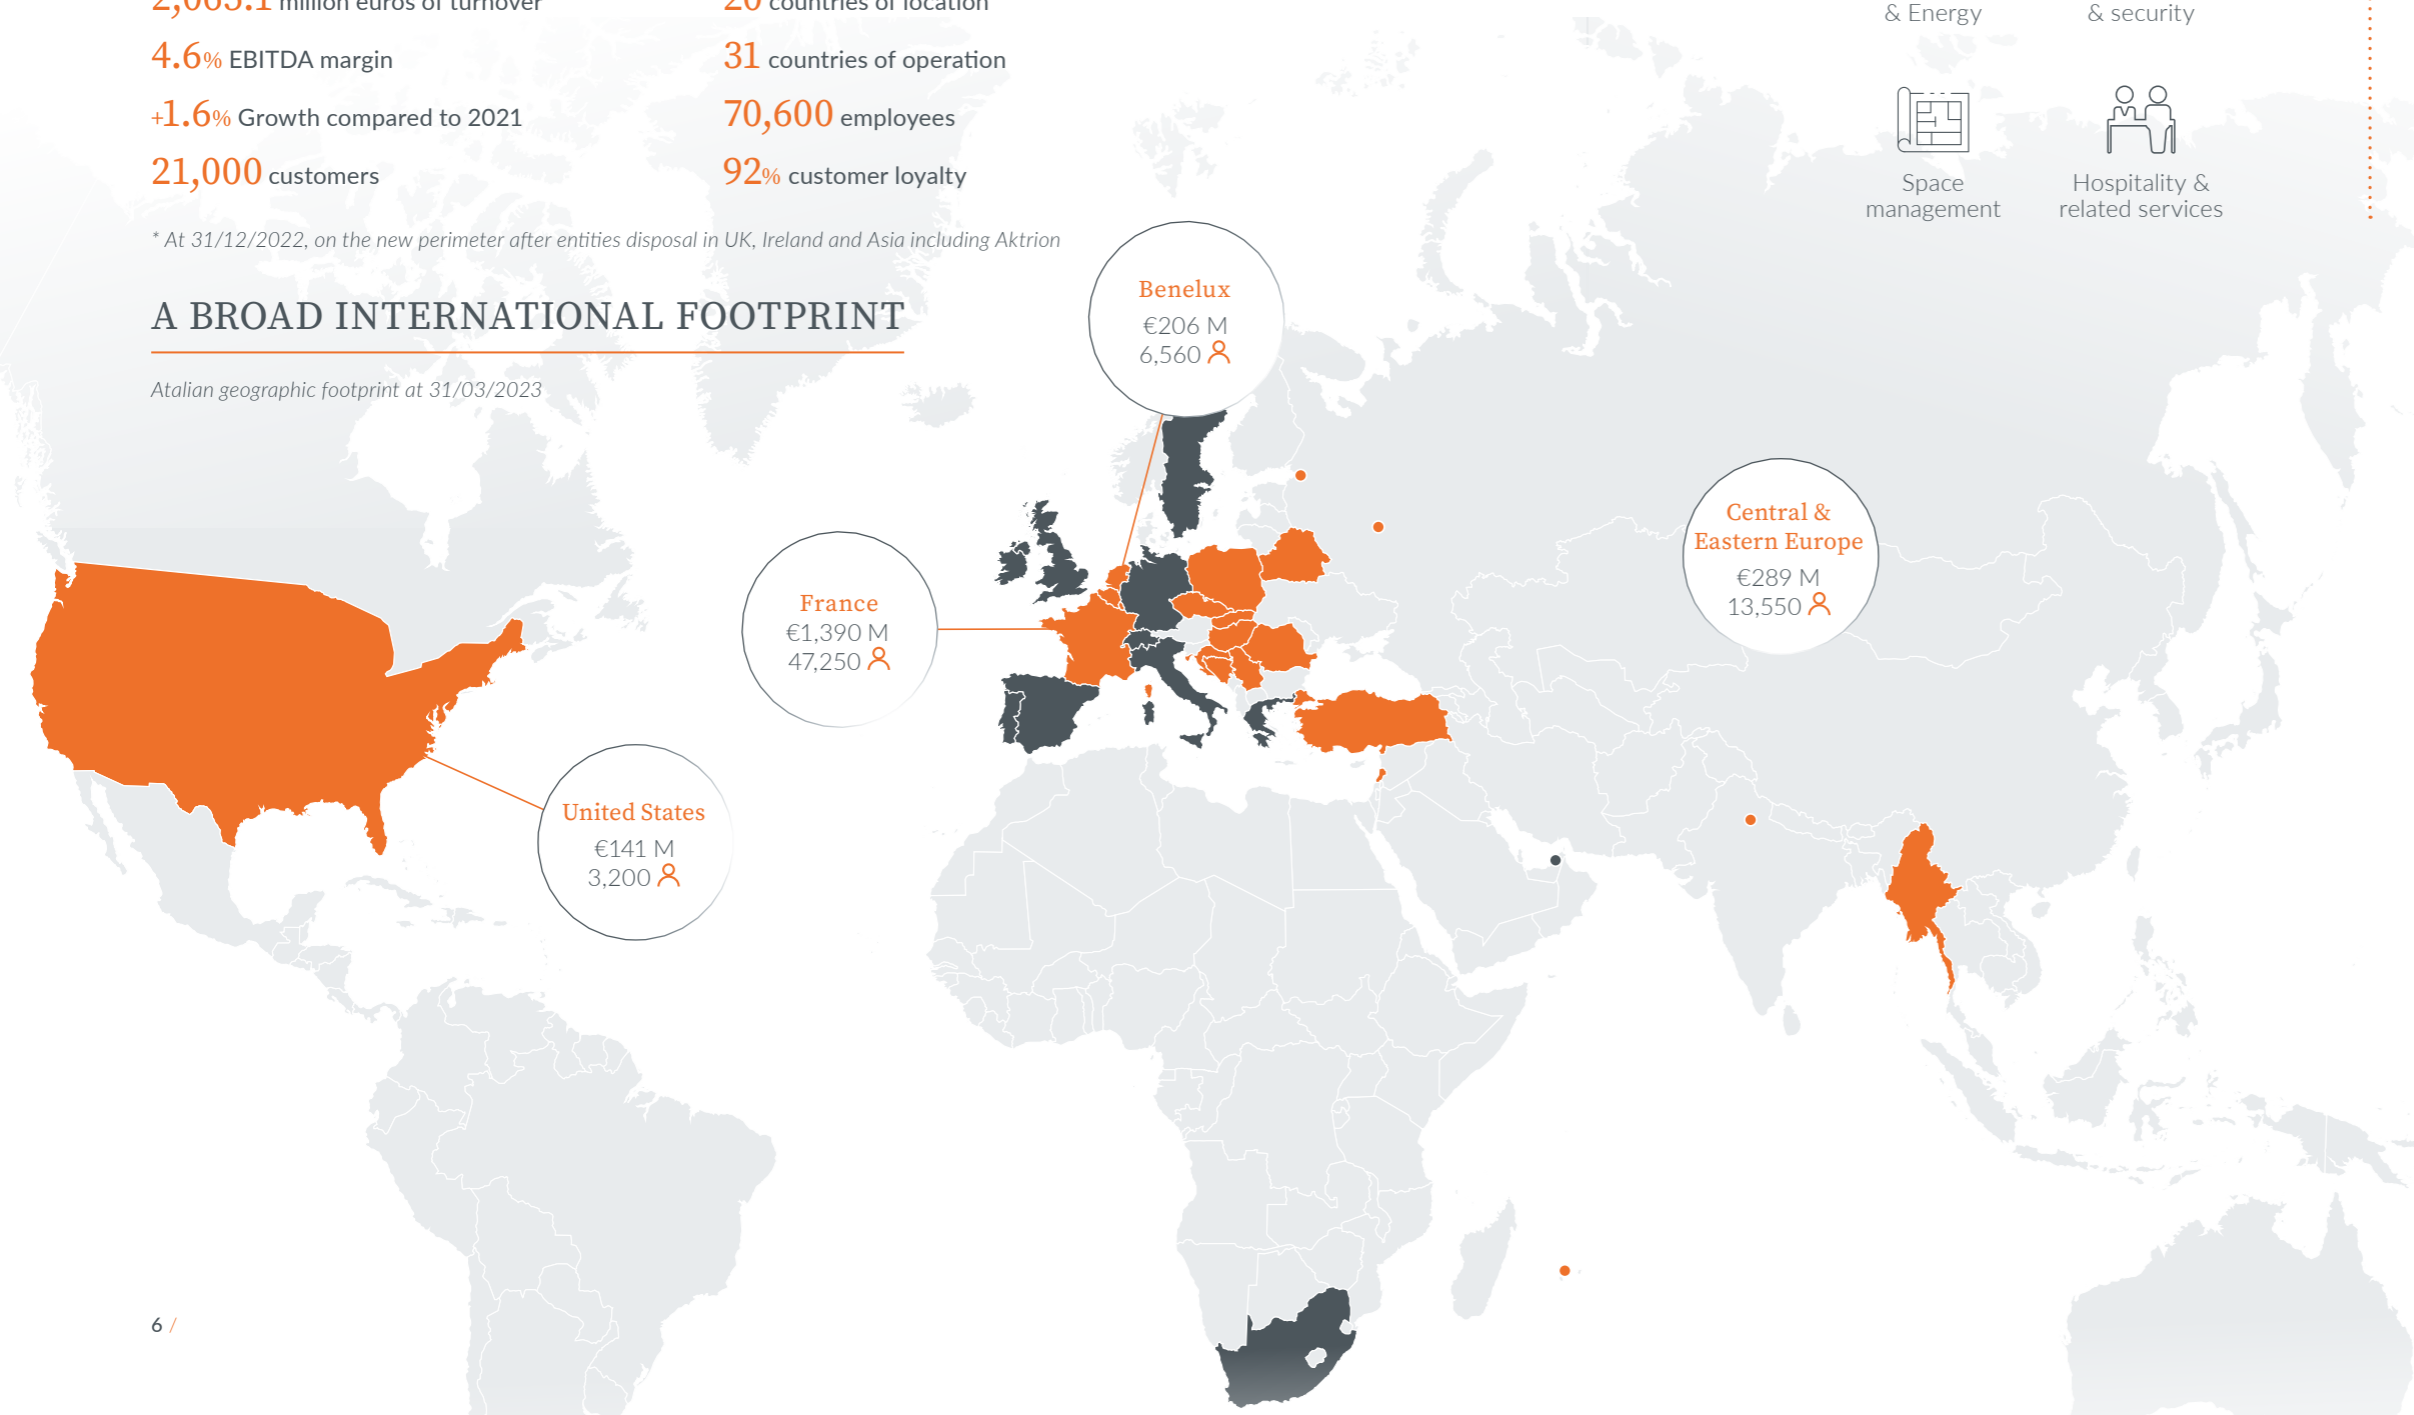 million euros of turnover
4.6% EBITDA margin
+1.6% Growth compared to 2021
21,000 customers
countries of location
31 countries of operation
70,600 employees
92% customer loyalty
* At 31/12/2022, on the new perimeter after entities disposal in UK, Ireland and Asia including Aktrion
& Energy
& security
Space
management
Hospitality &
related services
A BROAD INTERNATIONAL FOOTPRINT
Atalian geographic footprint at 31/03/2023
Benelux
€206 M
6,560
Central &
Eastern Europe
€289 M
13,550
France
€1,390 M
47,250
United States
€141 M
3,200
6 /